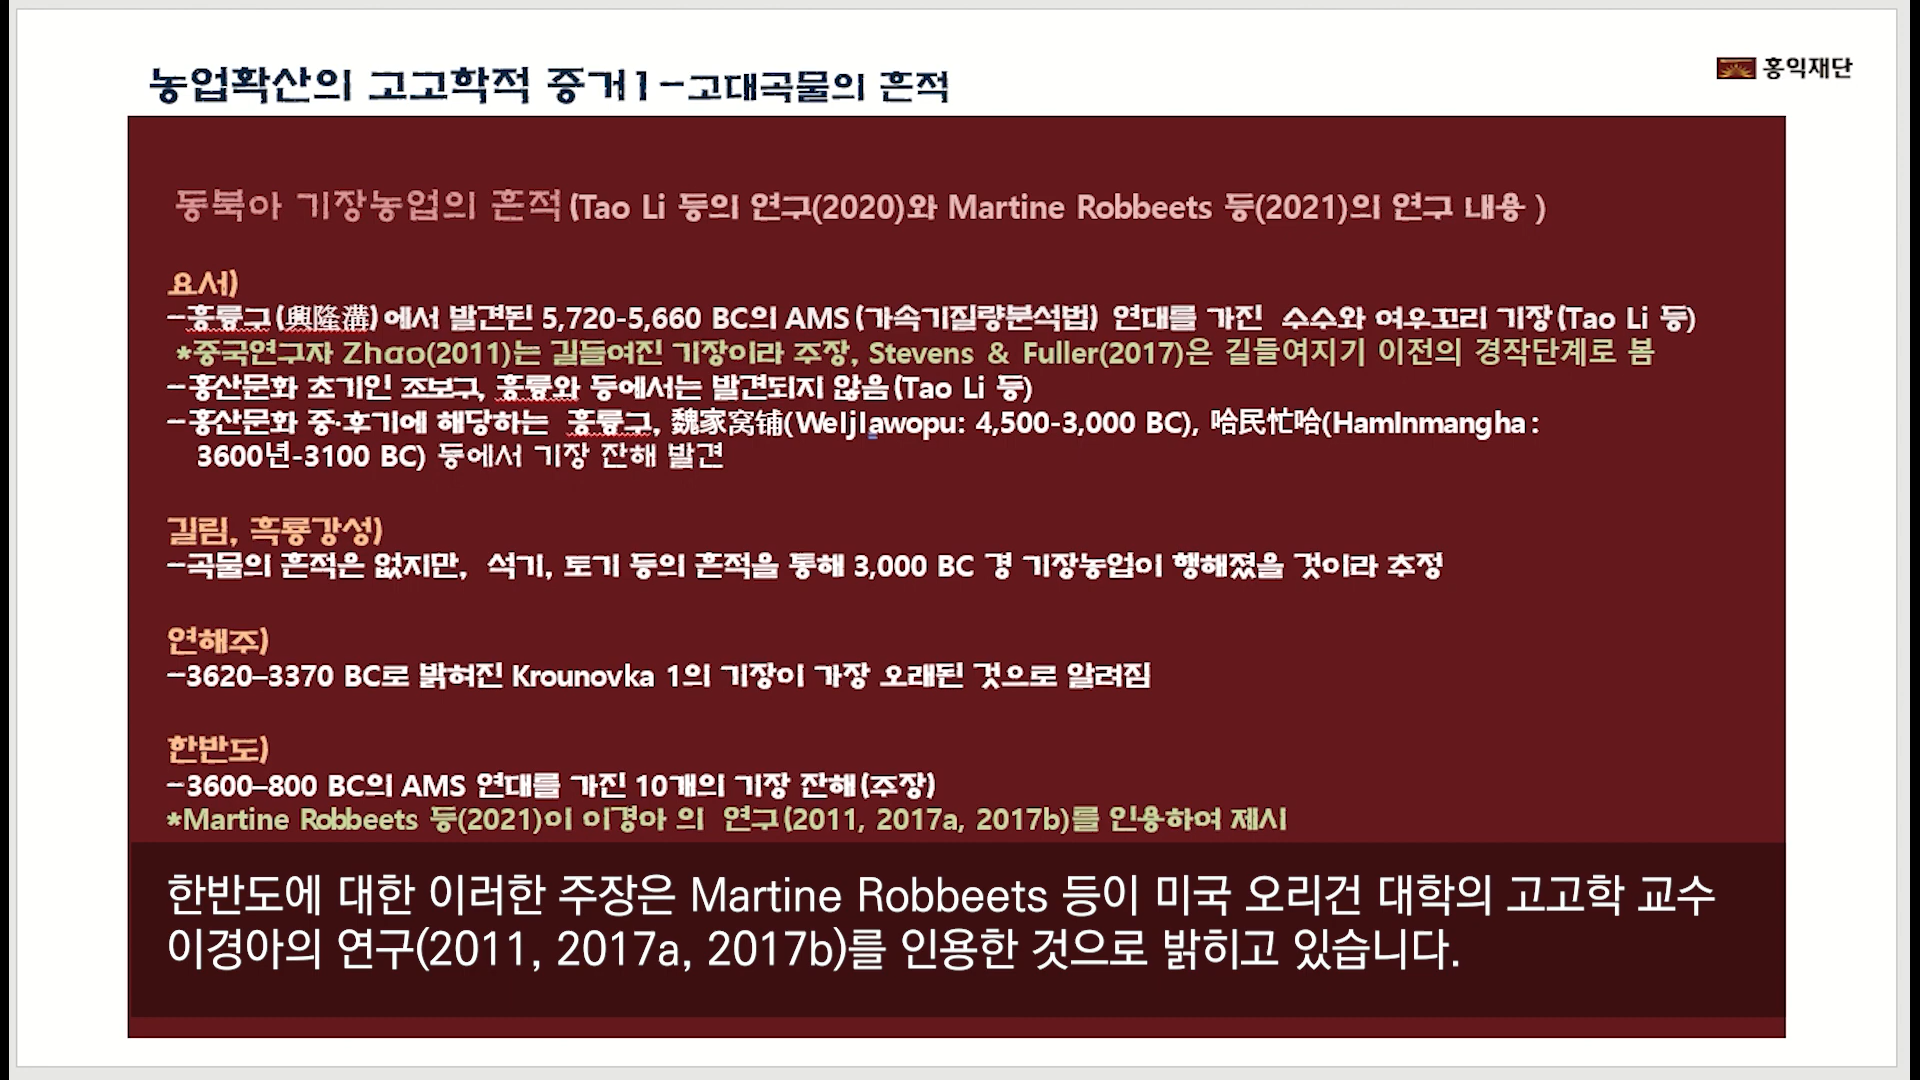 농업확산의 고고학적 증거1-고대곡물의 흔적
홍익재단
동북아 기장농업의 흔적(Tao Li 등의 연구(2020)와 Martine Robbeets 등(2021)의 연구 내용 )
요서)
-흥륭구(興隆溝)에서 발견된 5,720-5,660 BC의 AMS(가속기질량분석법) 연대를 가진 수수와 여우꼬리 기장(Tao Li 등)
*중국연구자 Zhao(2011)는 길들여진 기장이라 주장, Stevens & Fuller(2017)은 길들여지기 이전의 경작단계로 봄
-홍산문화 초기인 조보구, 흥륭와 등에서는 발견되지 않음(Tao Li 등)
-홍산문화 중·후기에 해당하는 흥륭구, 魏家窝铺(WeIjIawopu: 4,500-3,000 BC), 哈民忙哈(HamInmangha:
3600년-3100 BC) 등에서 기장 잔해 발견
길림, 흑룡강성)
-곡물의 흔적은 없지만, 석기, 토기 등의 흔적을 통해 3,000 BC 경 기장농업이 행해졌을 것이라 추정
연해주)
-3620–3370 BC로 밝혀진 Krounovka 1의 기장이 가장 오래된 것으로 알려짐
한반도)
-3600–800 BC의 AMS 연대를 가진 10개의 기장 잔해(주장)
*Martine Robbeets 등(2021)이 이경아 의 연구(2011, 2017a, 2017b)를 인용하여 제시
한반도에 대한 이러한 주장은 Martine Robbeets 등이 미국 오리건 대학의 고고학 교수
이경아의 연구(2011, 2017a, 2017b)를 인용한 것으로 밝히고 있습니다.